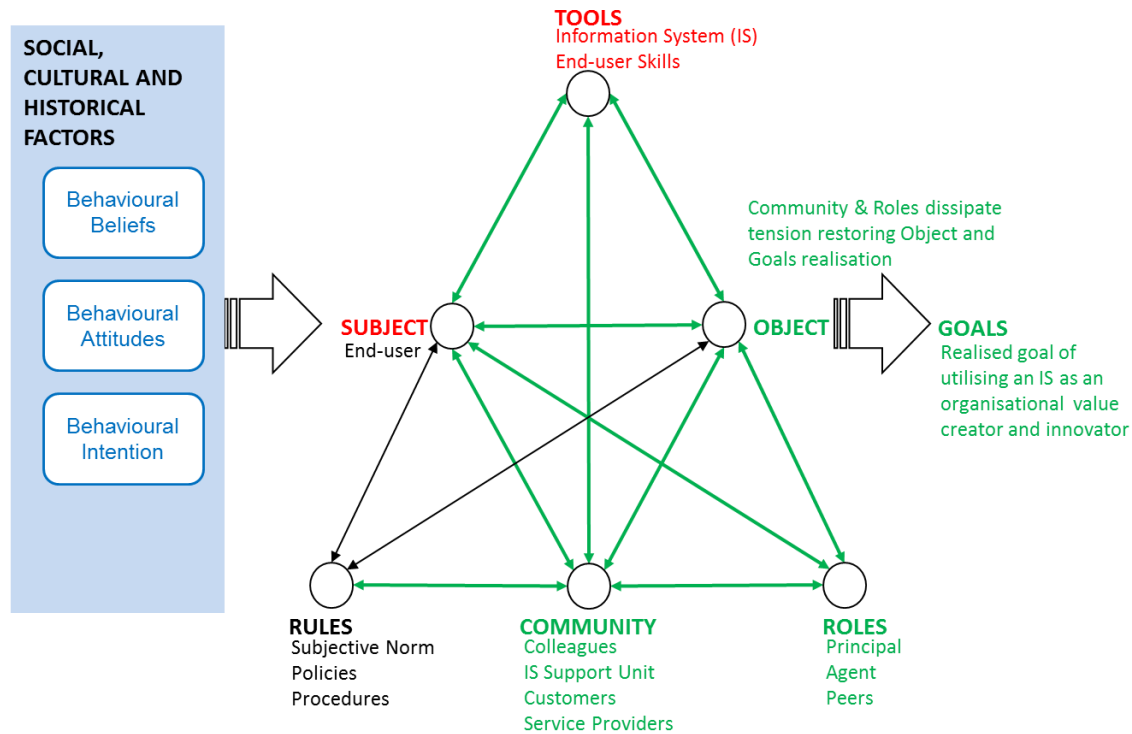 SOCIAL,
CULTURAL AND
HISTORICAL
FACTORS
Behavioural
Beliefs
Behavioural
Attitudes
Behavioural
Intention
TOOLS
Information System (IS)
End-user Skills
Community & Roles dissipate
tension restoring Object and
Goals realisation
SUBJECT
End-user
OBJECT
GOALS
Realised goal of
utilising an IS as an
organisational value
creator and innovator
RULES
Subjective Norm
Policies
Procedures
COMMUNITY
Colleagues
IS Support Unit
Customers
Service Providers
ROLES
Principal
Agent
Peers